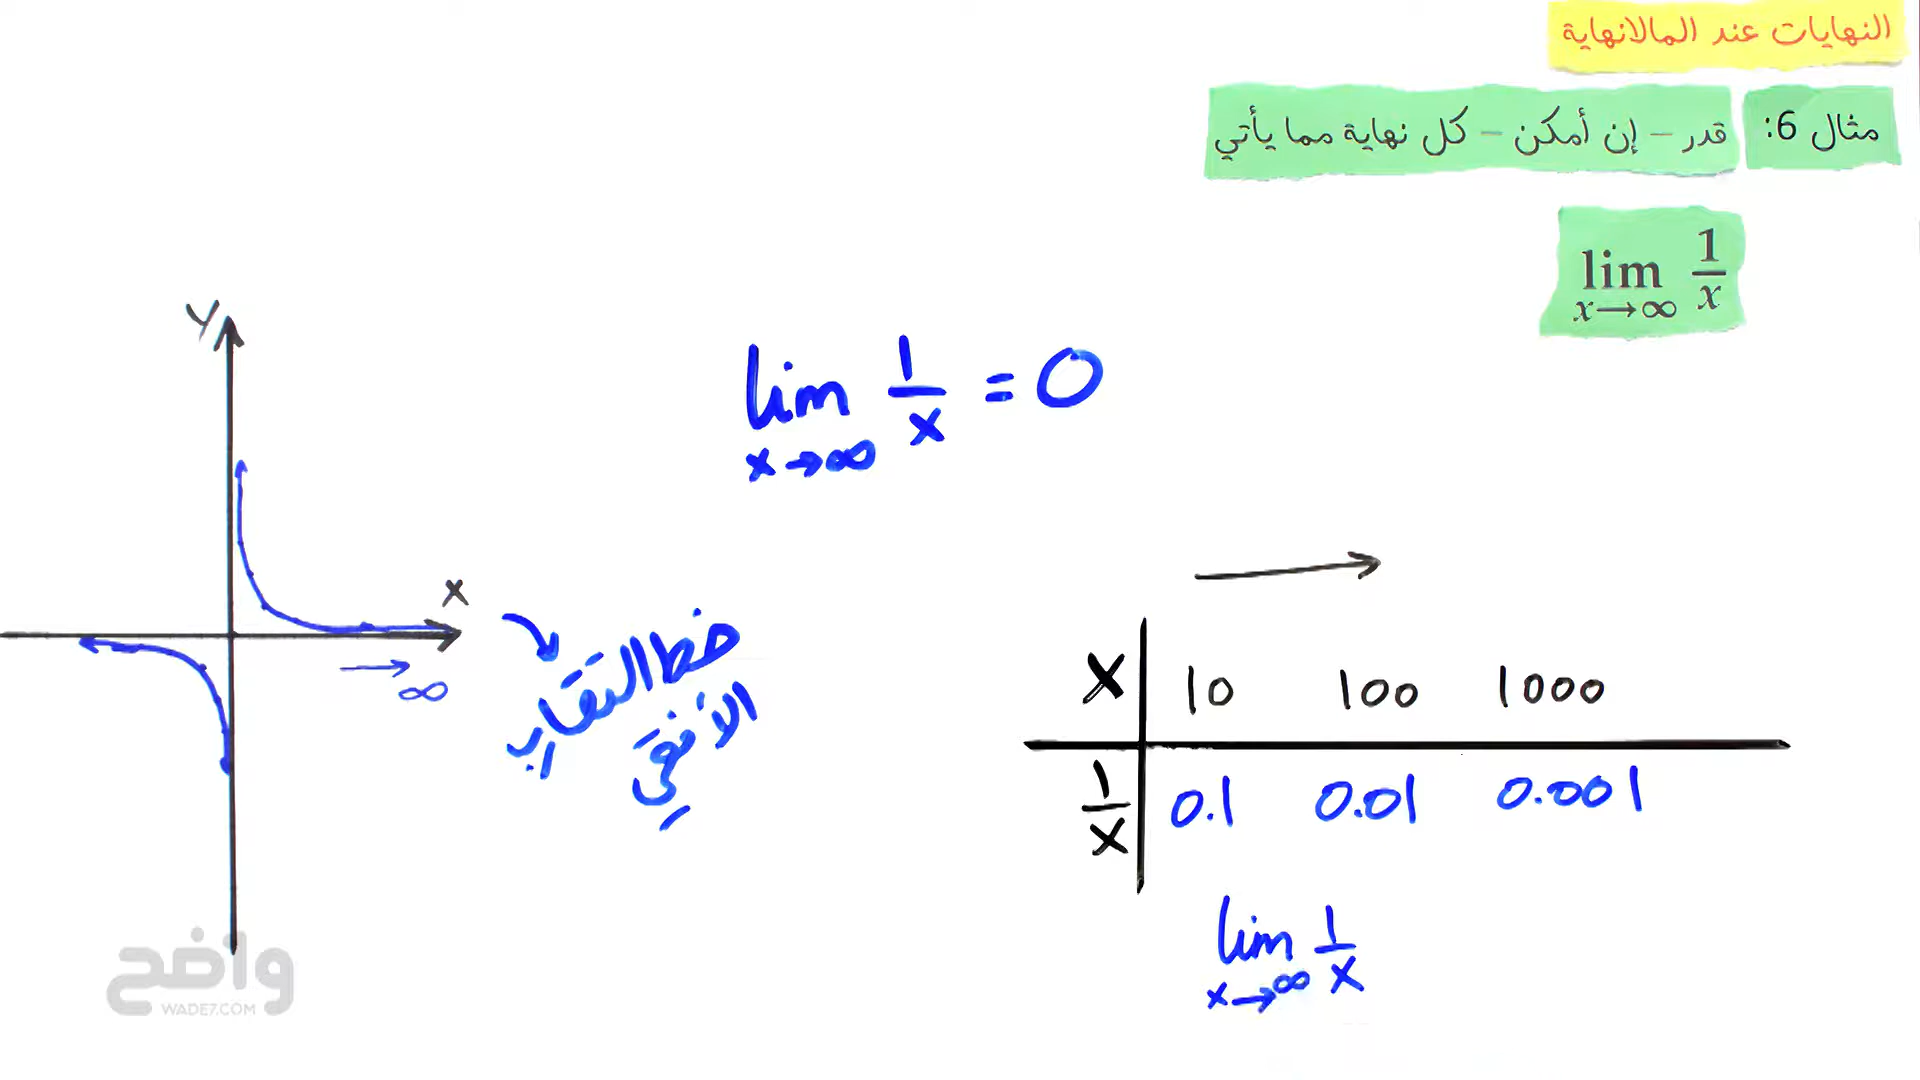 النهايات عند المالانهاية
مثال 6: قدر – إن أمكن – كل نهاية مما يأتي
lim x→∞ 1/x
y
lim x→∞ 1/x = 0
x
∞
خط التقارب
الأفقي
x 10 100 1000
1/x 0.1 0.01 0.001
lim x→∞ 1/x
واضح
WADE7.COM